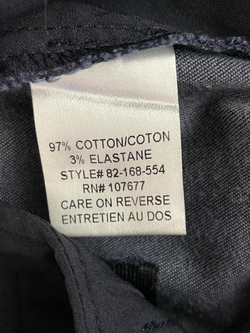 97% COTTON/COTON
3% ELASTANE
STYLE# 82-168-554
RN# 107677
CARE ON REVERSE
ENTRETIEN AU DOS